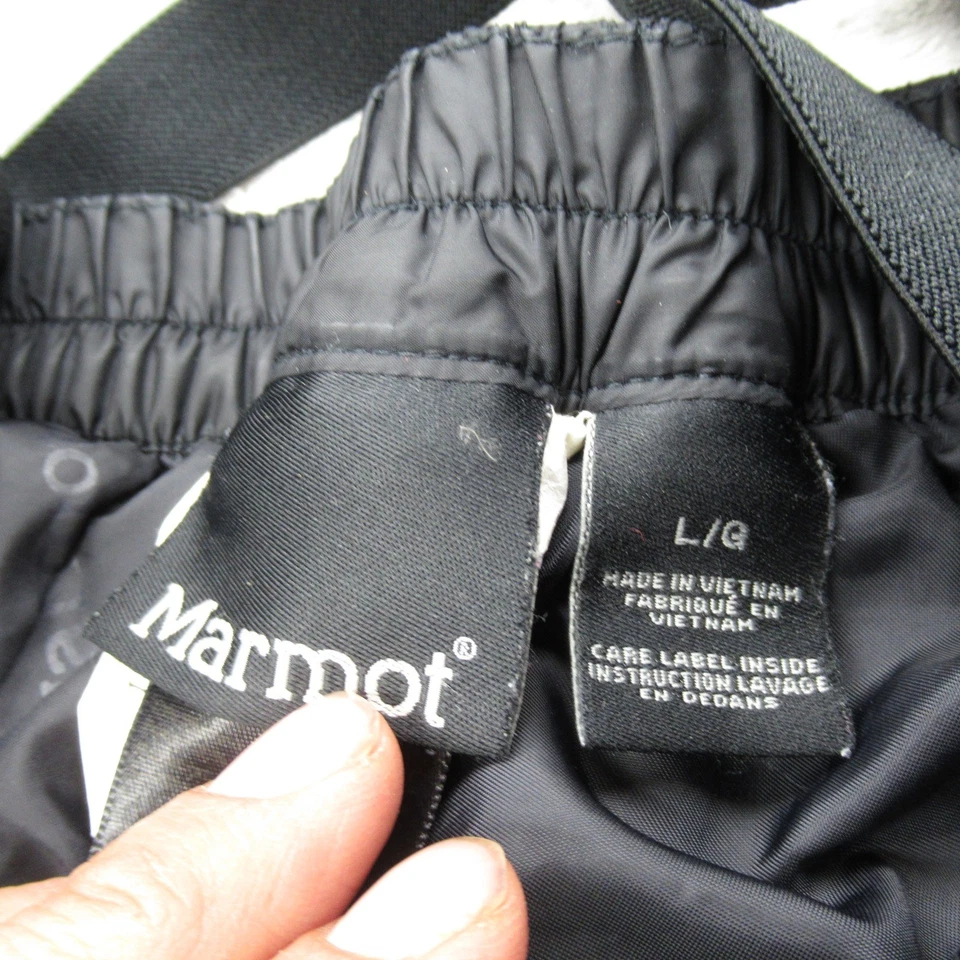 Marmot®
L/G
MADE IN VIETNAM
FABRIQUÉ EN
VIETNAM
CARE LABEL INSIDE
INSTRUCTION LAVAGE
EN DEDANS